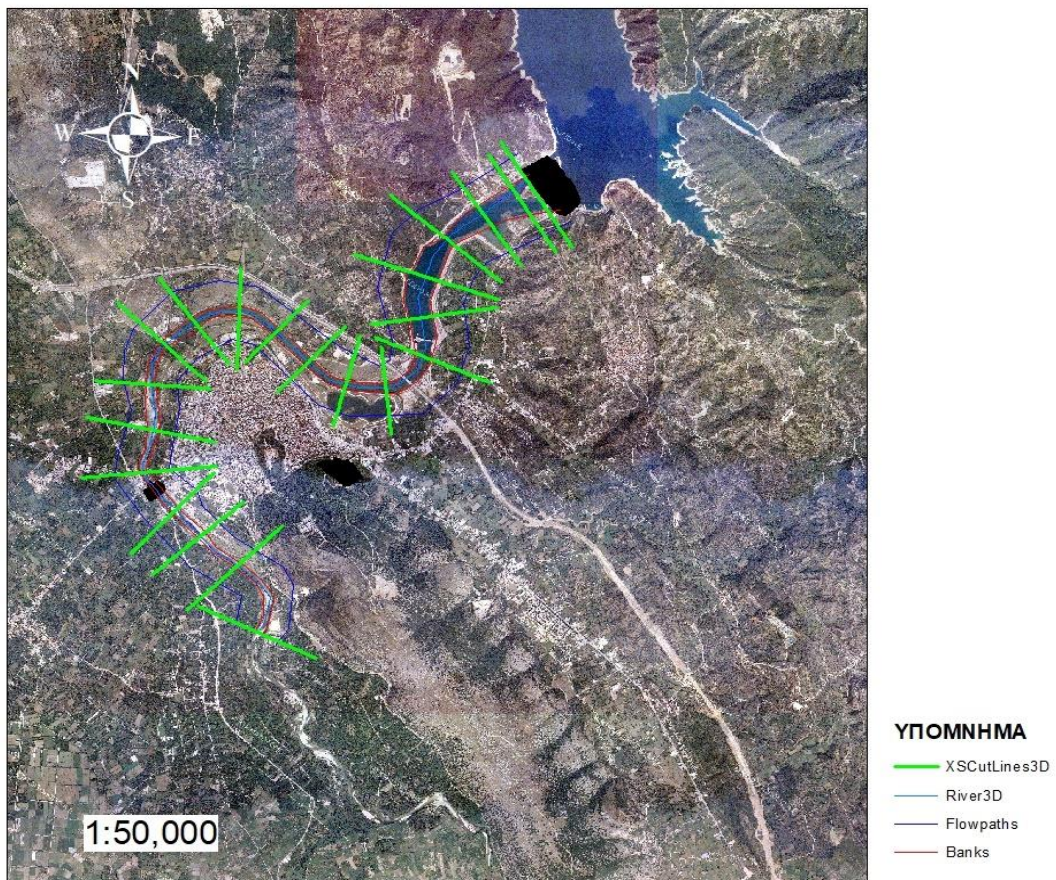 N
W E
S
1:50,000
ΥΠΟΜΝΗΜΑ
XSCutLines3D
River3D
Flowpaths
Banks